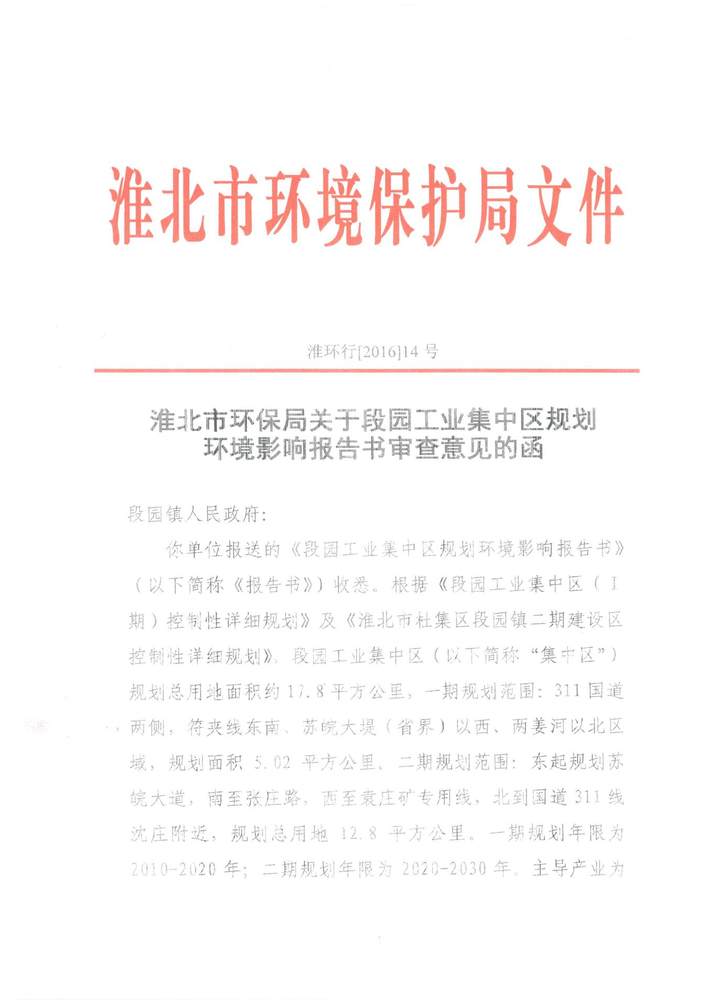 淮北市环境保护局文件
淮环行[2016]14 号
淮北市环保局关于段园工业集中区规划
环境影响报告书审查意见的函
段园镇人民政府：
你单位报送的《段园工业集中区规划环境影响报告书》
（以下简称《报告书》）收悉。根据《段园工业集中区（I
期）控制性详细规划》及《淮北市杜集区段园镇二期建设区
控制性详细规划》，段园工业集中区（以下简称“集中区”）
规划总用地面积约17.8平方公里，一期规划范围：311国道
两侧，符夹线东南、苏皖大堤（省界）以西、两姜河以北区
域，规划面积 5.02 平方公里。二期规划范围：东起规划苏
皖大道，南至张庄路，西至袁庄矿专用线，北到国道311线
沈庄附近，规划总用地 12.8 平方公里。一期规划年限为
2010-2020 年；二期规划年限为 2020-2030 年。主导产业为